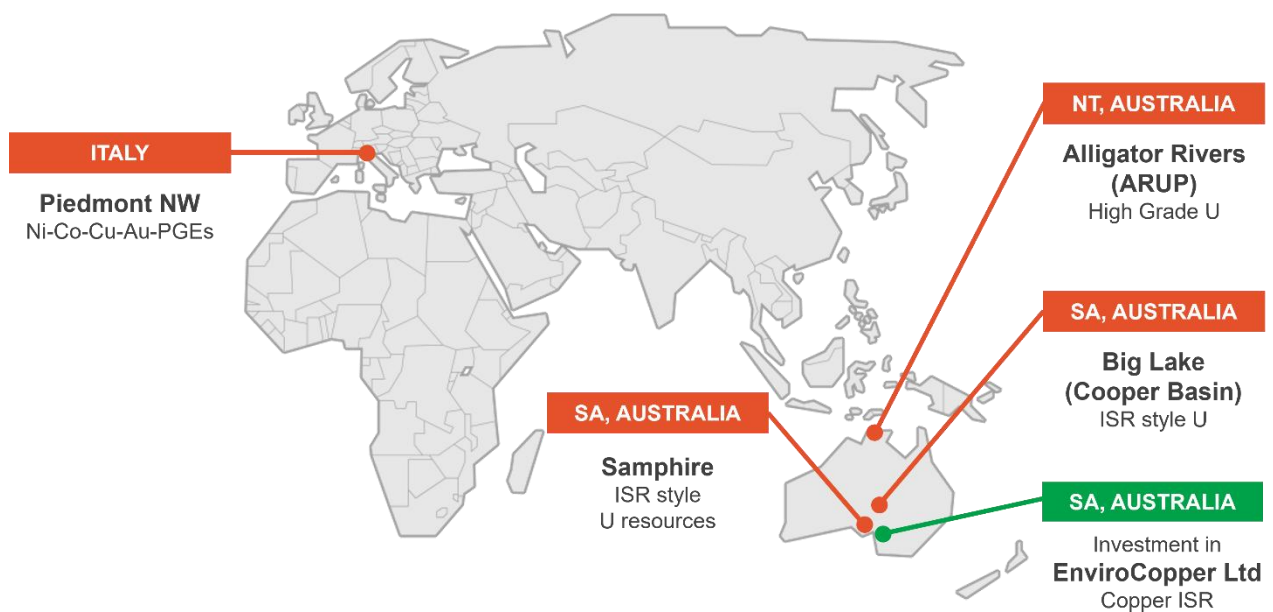 ITALY
Piedmont NW
Ni-Co-Cu-Au-PGEs
SA, AUSTRALIA
Samphire
ISR style
U resources
NT, AUSTRALIA
Alligator Rivers
(ARUP)
High Grade U
SA, AUSTRALIA
Big Lake
(Cooper Basin)
ISR style U
SA, AUSTRALIA
Investment in
EnviroCopper Ltd
Copper ISR